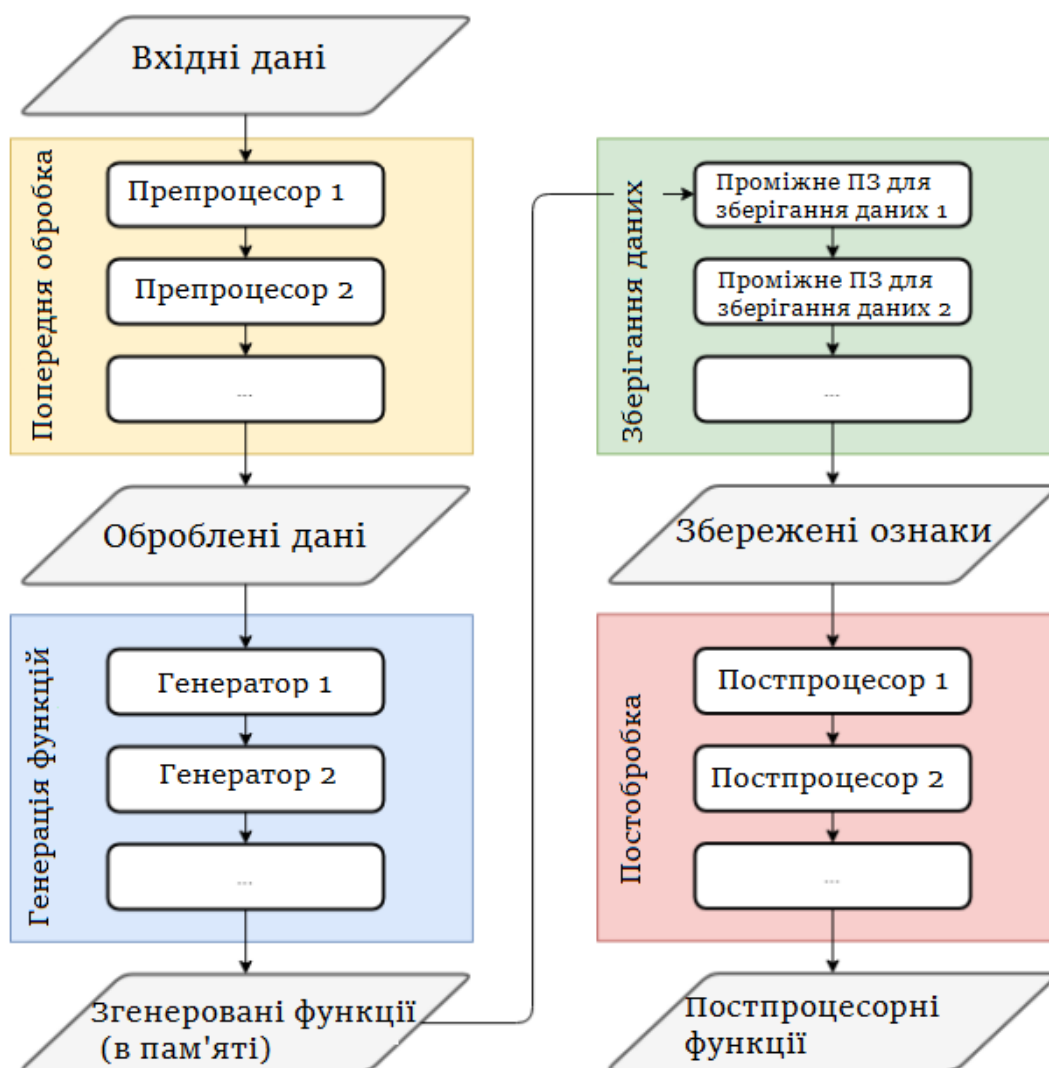 Вхідні дані
Попередня обробка
Препроцесор 1
Препроцесор 2
...
Оброблені дані
Генерація функцій
Генератор 1
Генератор 2
...
Згенеровані функції
(в пам'яті)
Зберігання даних
Проміжне ПЗ для
зберігання даних 1
Проміжне ПЗ для
зберігання даних 2
...
Збережені ознаки
Постобробка
Постпроцесор 1
Постпроцесор 2
...
Постпроцесорні
функції